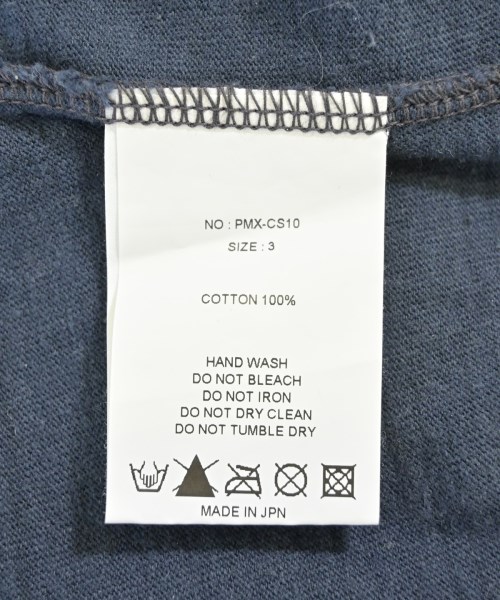 NO : PMX-CS10
SIZE : 3
COTTON 100%
HAND WASH
DO NOT BLEACH
DO NOT IRON
DO NOT DRY CLEAN
DO NOT TUMBLE DRY
MADE IN JPN